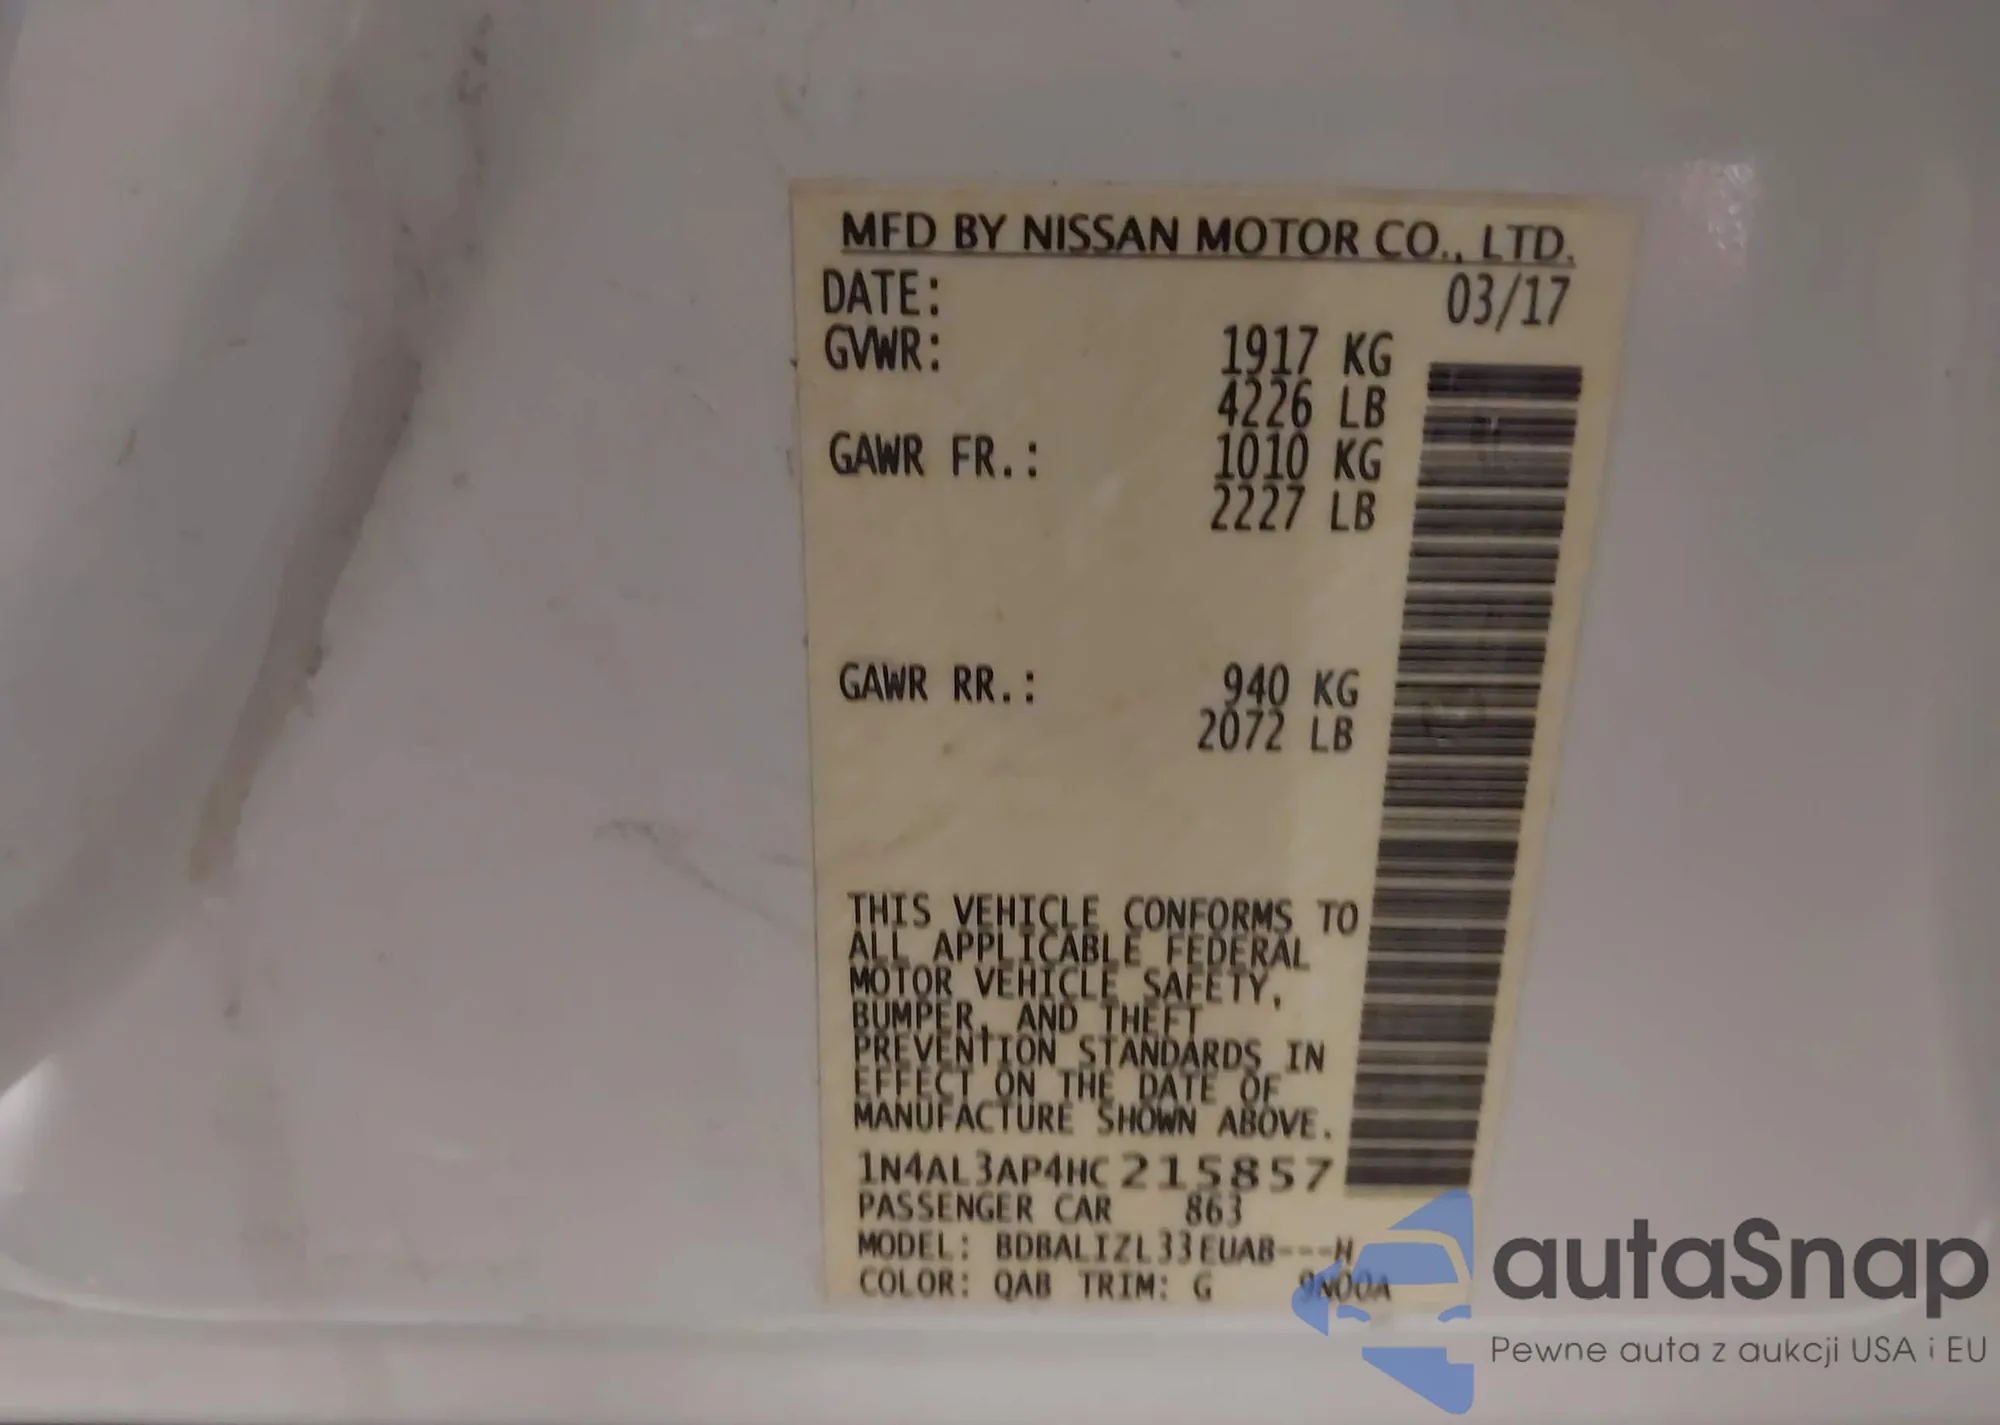 MFD BY NISSAN MOTOR CO., LTD.
DATE: 03/17
GVWR: 1917 KG
4226 LB
GAWR FR.: 1010 KG
2227 LB
GAWR RR.: 940 KG
2072 LB
THIS VEHICLE CONFORMS TO
ALL APPLICABLE FEDERAL
MOTOR VEHICLE SAFETY,
BUMPER, AND THEFT
PREVENTION STANDARDS IN
EFFECT ON THE DATE OF
MANUFACTURE SHOWN ABOVE.
1N4AL3AP4HC215857
PASSENGER CAR 863
MODEL: BDBALIZL33EUAB---H
COLOR: QAB TRIM: G 9N00A
autaSnap
Pewne auta z aukcji USA i EU